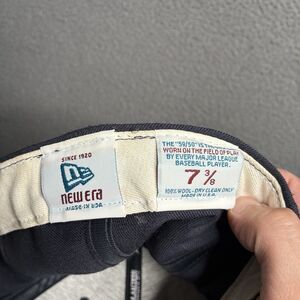 SINCE 1920
NEW ERA
MADE IN USA
THE "59/50" IS THE
WORN ON THE FIELD OF PLAY
BY EVERY MAJOR LEAGUE
BASEBALL PLAYER.
7 3/8
100% WOOL-DRY CLEAN ONLY
MADE IN U.S.A.